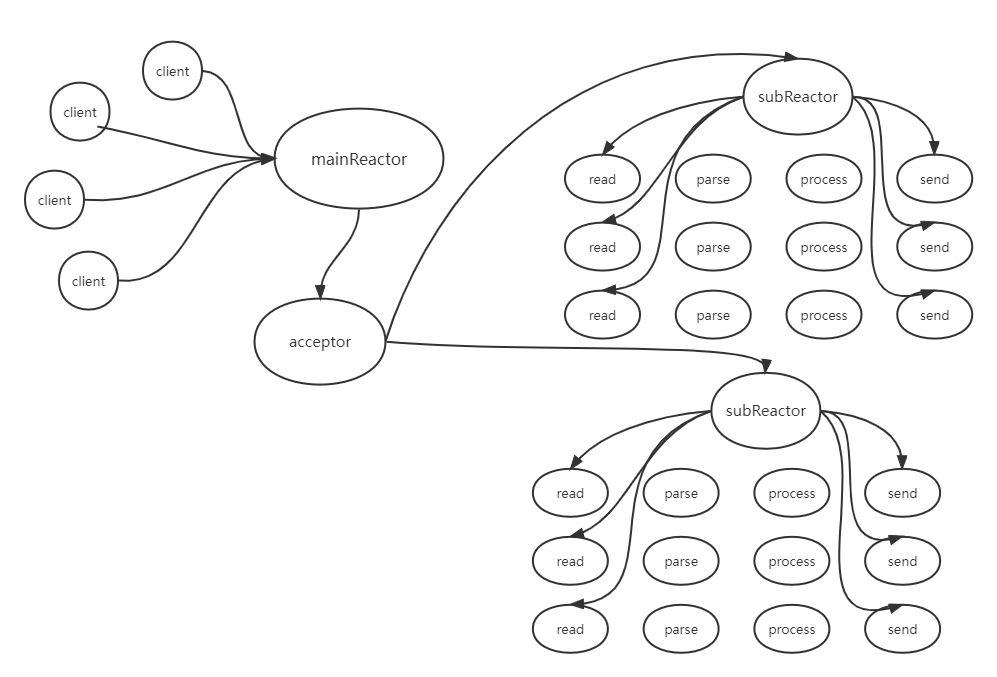 client
client
client
client
mainReactor
acceptor
subReactor
read parse process send
read parse process send
read parse process send
subReactor
read parse process send
read parse process send
read parse process send